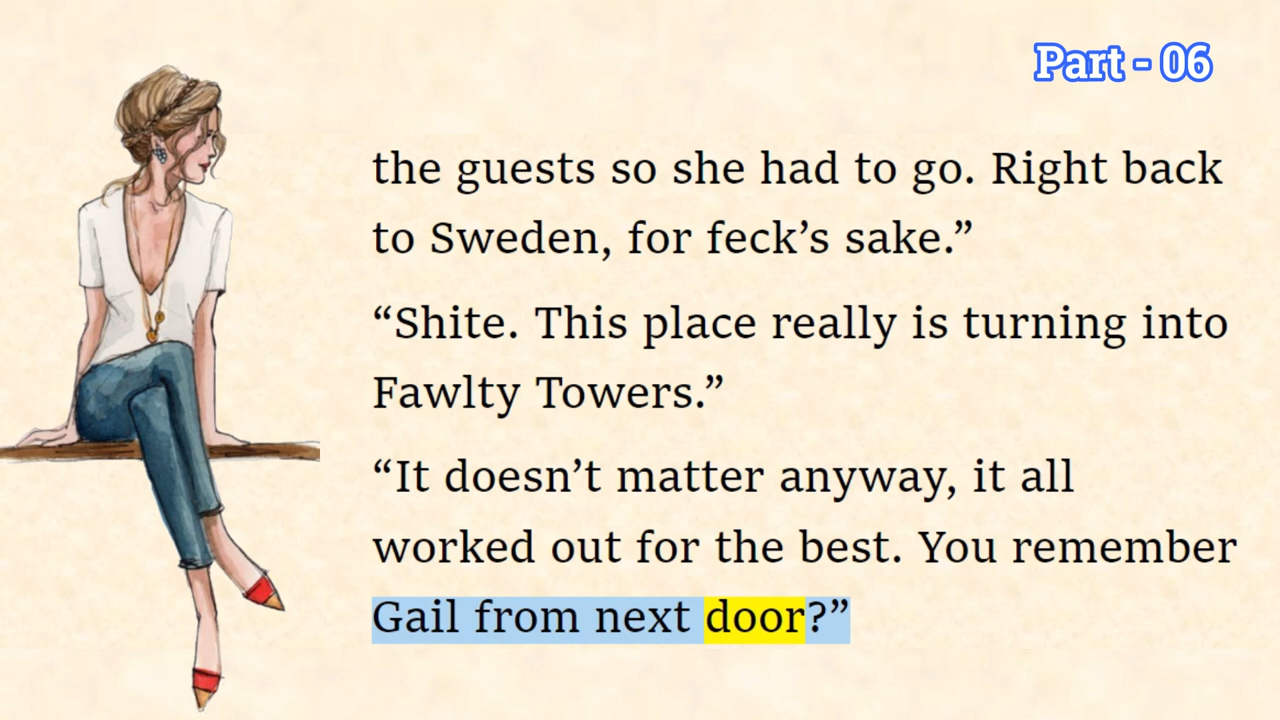 Part - 06
the guests so she had to go. Right back
to Sweden, for feck’s sake.”
“Shite. This place really is turning into
Fawlty Towers.”
“It doesn’t matter anyway, it all
worked out for the best. You remember
Gail from next door?”